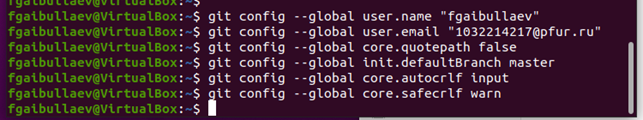 fgaibullaev@VirtualBox:~$
fgaibullaev@VirtualBox:~$ git config --global user.name "fgaibullaev"
fgaibullaev@VirtualBox:~$ git config --global user.email "1032214217@pfur.ru"
fgaibullaev@VirtualBox:~$ git config --global core.quotepath false
fgaibullaev@VirtualBox:~$ git config --global init.defaultBranch master
fgaibullaev@VirtualBox:~$ git config --global core.autocrlf input
fgaibullaev@VirtualBox:~$ git config --global core.safecrlf warn
fgaibullaev@VirtualBox:~$